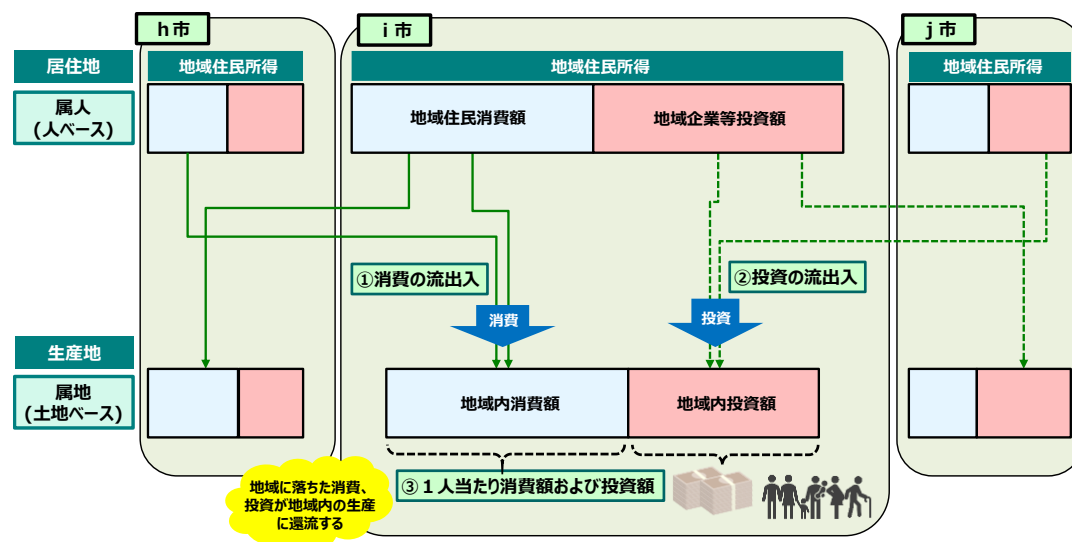 h市
i市
j市
居住地
地域住民所得
地域住民所得
地域住民所得
属人
(人ベース)
地域住民消費額
地域企業等投資額
①消費の流出入
②投資の流出入
消費
投資
生産地
属地
(土地ベース)
地域内消費額
地域内投資額
③１人当たり消費額および投資額
地域に落ちた消費、
投資が地域内の生産
に還流する